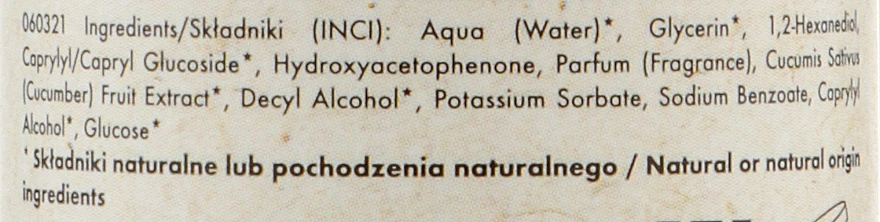 060321 Ingredients/Składniki (INCI): Aqua (Water)*, Glycerin*, 1,2-Hexanediol,
Caprylyl/Capryl Glucoside*, Hydroxyacetophenone, Parfum (Fragrance), Cucumis Sativus
(Cucumber) Fruit Extract*, Decyl Alcohol*, Potassium Sorbate, Sodium Benzoate, Caprylyl
Alcohol*, Glucose*
* Składniki naturalne lub pochodzenia naturalnego / Natural or natural origin
ingredients